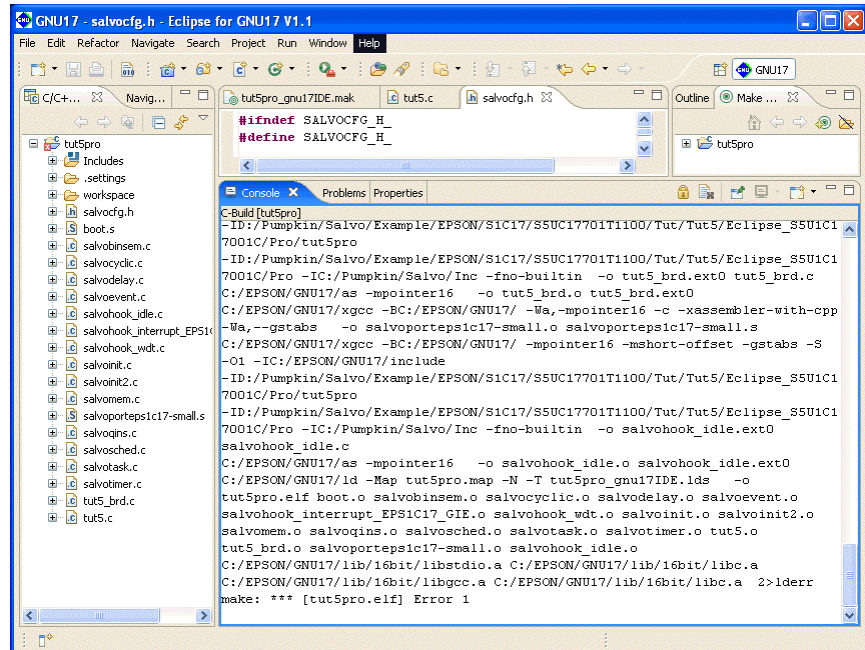 GNU17 - salvocfg.h - Eclipse for GNU17 V1.1
File Edit Refactor Navigate Search Project Run Window Help
GNU17
C/C+... Navig...
tut5pro_gnu17IDE.mak tut5.c salvocfg.h
Outline Make ...
#ifndef SALVOCFG_H_
#define SALVOCFG_H_
tut5pro
Includes
.settings
workspace
salvocfg.h
boot.s
salvobinsem.c
salvocyclic.c
salvodelay.c
salvoevent.c
salvohook_idle.c
salvohook_interrupt_EPS1
salvohook_wdt.c
salvoinit.c
salvoinit2.c
salvomem.c
salvoporteps1c17-small.s
salvoqins.c
salvosched.c
salvotask.c
salvotimer.c
tut5_brd.c
tut5.c
tut5pro
Console Problems Properties
C-Build [tut5pro]
-ID:/Pumpkin/Salvo/Example/EPSON/S1C17/S5UC17701T1100/Tut/Tut5/Eclipse_S5U1C1
7001C/Pro/tut5pro
-ID:/Pumpkin/Salvo/Example/EPSON/S1C17/S5UC17701T1100/Tut/Tut5/Eclipse_S5U1C1
7001C/Pro -IC:/Pumpkin/Salvo/Inc -fno-builtin -o tut5_brd.ext0 tut5_brd.c
C:/EPSON/GNU17/as -mpointer16 -o tut5_brd.o tut5_brd.ext0
C:/EPSON/GNU17/xgcc -BC:/EPSON/GNU17/ -Wa,-mpointer16 -c -xassembler-with-cpp
-Wa,--gstabs -o salvoporteps1c17-small.o salvoporteps1c17-small.s
C:/EPSON/GNU17/xgcc -BC:/EPSON/GNU17/ -mpointer16 -mshort-offset -gstabs -S
-O1 -IC:/EPSON/GNU17/include
-ID:/Pumpkin/Salvo/Example/EPSON/S1C17/S5UC17701T1100/Tut/Tut5/Eclipse_S5U1C1
7001C/Pro/tut5pro
-ID:/Pumpkin/Salvo/Example/EPSON/S1C17/S5UC17701T1100/Tut/Tut5/Eclipse_S5U1C1
7001C/Pro -IC:/Pumpkin/Salvo/Inc -fno-builtin -o salvohook_idle.ext0
salvohook_idle.c
C:/EPSON/GNU17/as -mpointer16 -o salvohook_idle.o salvohook_idle.ext0
C:/EPSON/GNU17/ld -Map tut5pro.map -N -T tut5pro_gnu17IDE.lds -o
tut5pro.elf boot.o salvobinsem.o salvocyclic.o salvodelay.o salvoevent.o
salvohook_interrupt_EPS1C17_GIE.o salvohook_wdt.o salvoinit.o salvoinit2.o
salvomem.o salvoqins.o salvosched.o salvotask.o salvotimer.o tut5.o
tut5_brd.o salvoporteps1c17-small.o salvohook_idle.o
C:/EPSON/GNU17/lib/16bit/libstdio.a C:/EPSON/GNU17/lib/16bit/libc.a
C:/EPSON/GNU17/lib/16bit/libgcc.a C:/EPSON/GNU17/lib/16bit/libc.a 2>lderr
make: *** [tut5pro.elf] Error 1